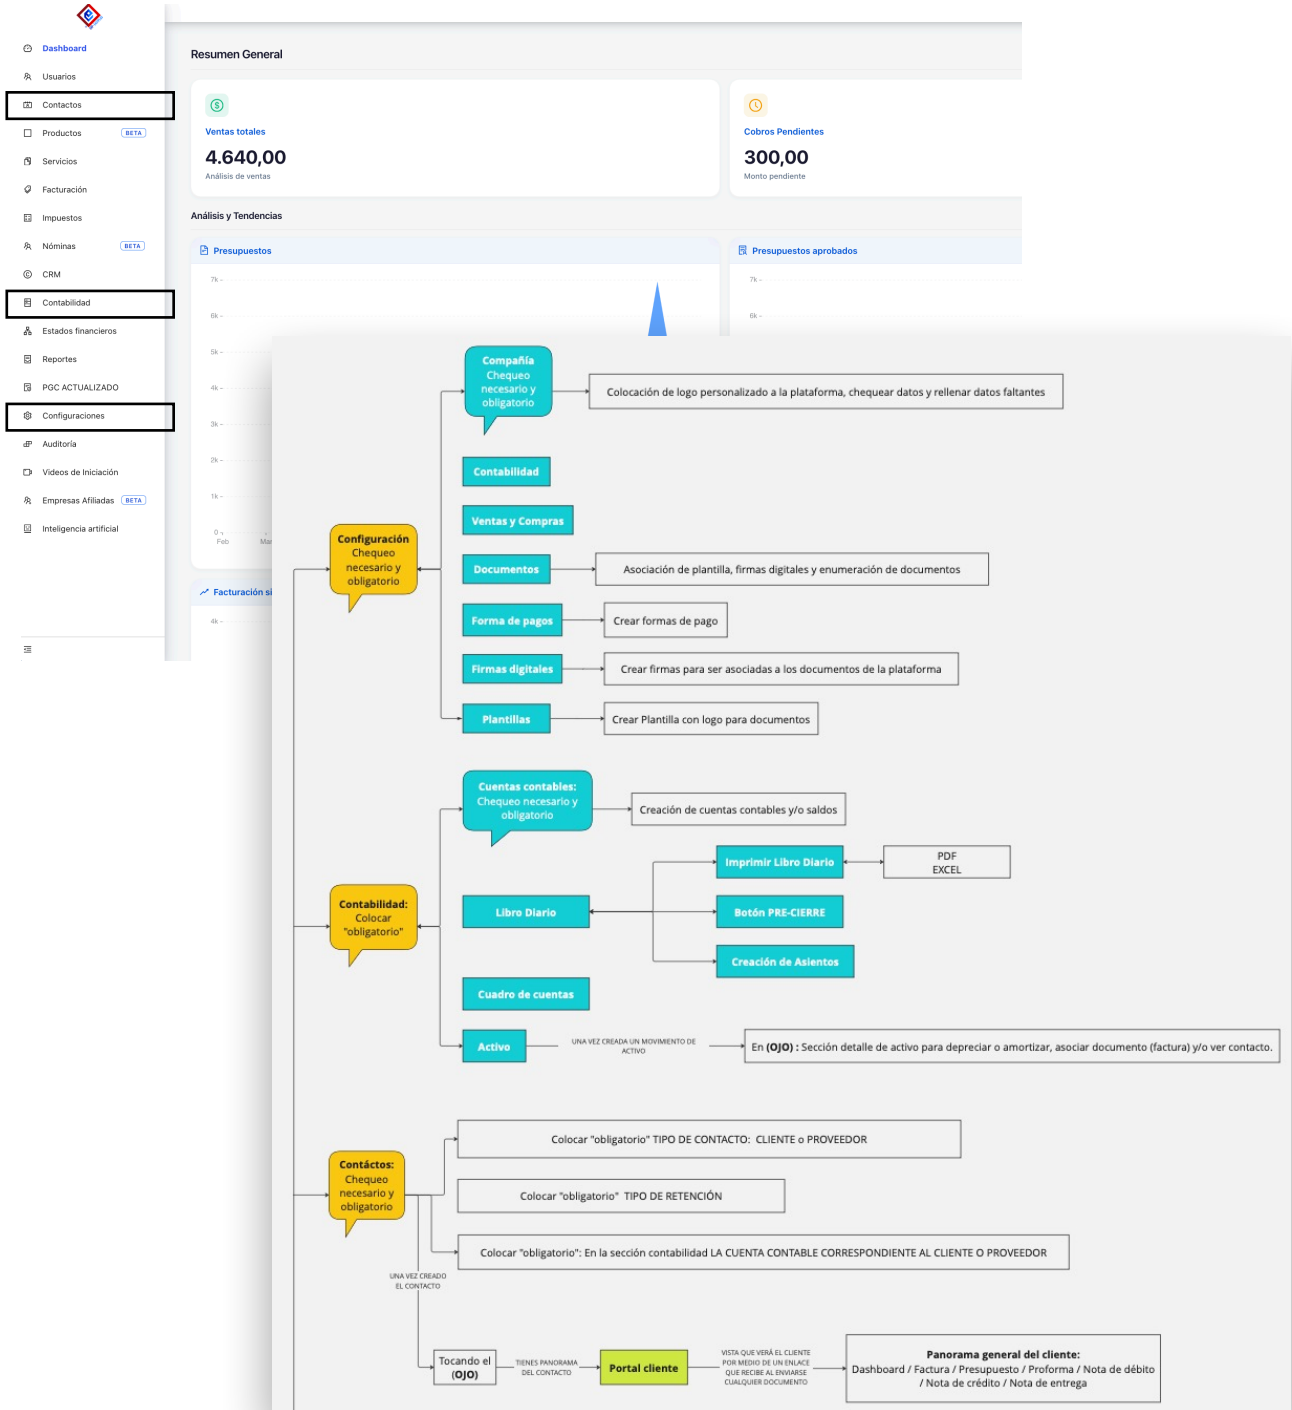 Dashboard
Usuarios
Contactos
Productos BETA
Servicios
Facturación
Impuestos
Nóminas BETA
CRM
Contabilidad
Estados financieros
Reportes
PGC ACTUALIZADO
Configuraciones
Auditoría
Videos de Iniciación
Empresas Afiliadas BETA
Inteligencia artificial
Resumen General
Ventas totales
4.640,00
Análisis de ventas
Cobros Pendientes
300,00
Monto pendiente
Análisis y Tendencias
Presupuestos
7k
6k
5k
4k
3k
2k
1k
0
Feb
Mar
Presupuestos aprobados
7k
6k
Facturación si
4k
Configuración
Chequeo
necesario y
obligatorio
Compañía
Chequeo
necesario y
obligatorio
Colocación de logo personalizado a la plataforma, chequear datos y rellenar datos faltantes
Contabilidad
Ventas y Compras
Documentos
Asociación de plantilla, firmas digitales y enumeración de documentos
Forma de pagos
Crear formas de pago
Firmas digitales
Crear firmas para ser asociadas a los documentos de la plataforma
Plantillas
Crear Plantilla con logo para documentos
Contabilidad:
Colocar
"obligatorio"
Cuentas contables:
Chequeo necesario y
obligatorio
Creación de cuentas contables y/o saldos
Libro Diario
Imprimir Libro Diario
PDF
EXCEL
Botón PRE-CIERRE
Creación de Asientos
Cuadro de cuentas
Activo
UNA VEZ CREADA UN MOVIMIENTO DE
ACTIVO
En (OJO) : Sección detalle de activo para depreciar o amortizar, asociar documento (factura) y/o ver contacto.
Contáctos:
Chequeo
necesario y
obligatorio
Colocar "obligatorio" TIPO DE CONTACTO: CLIENTE o PROVEEDOR
Colocar "obligatorio" TIPO DE RETENCIÓN
Colocar "obligatorio": En la sección contabilidad LA CUENTA CONTABLE CORRESPONDIENTE AL CLIENTE O PROVEEDOR
UNA VEZ CREADO
EL CONTACTO
Tocando el
(OJO)
TIENES PANORAMA
DEL CONTACTO
Portal cliente
VISTA QUE VERÁ EL CLIENTE
POR MEDIO DE UN ENLACE
QUE RECIBE AL ENVIARSE
CUALQUIER DOCUMENTO
Panorama general del cliente:
Dashboard / Factura / Presupuesto / Proforma / Nota de débito
/ Nota de crédito / Nota de entrega